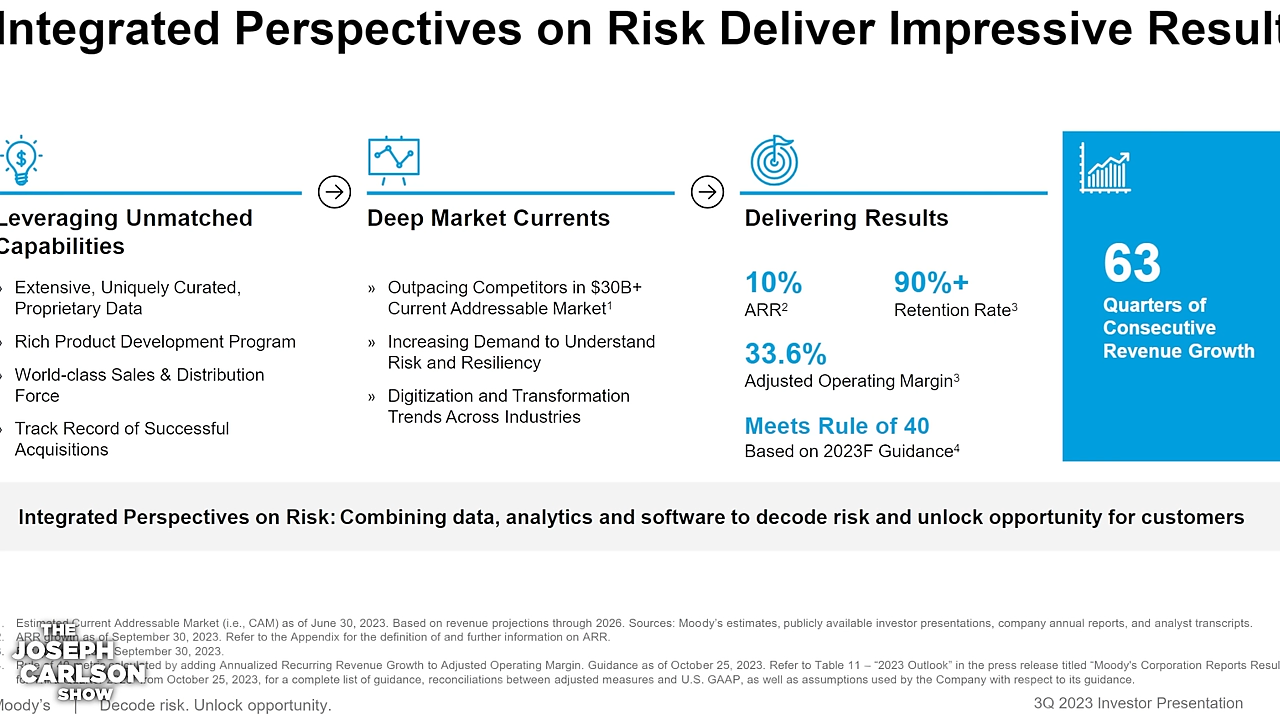 Integrated Perspectives on Risk Deliver Impressive Result
Leveraging Unmatched
Capabilities
» Extensive, Uniquely Curated,
Proprietary Data
» Rich Product Development Program
» World-class Sales & Distribution
Force
» Track Record of Successful
Acquisitions
Deep Market Currents
» Outpacing Competitors in $30B+
Current Addressable Market1
» Increasing Demand to Understand
Risk and Resiliency
» Digitization and Transformation
Trends Across Industries
Delivering Results
10%
ARR2
90%+
Retention Rate3
33.6%
Adjusted Operating Margin3
Meets Rule of 40
Based on 2023F Guidance4
63
Quarters of
Consecutive
Revenue Growth
Integrated Perspectives on Risk: Combining data, analytics and software to decode risk and unlock opportunity for customers
Estimated Current Addressable Market (i.e., CAM) as of June 30, 2023. Based on revenue projections through 2026. Sources: Moody's estimates, publicly available investor presentations, company annual reports, and analyst transcripts.
ARR growth as of September 30, 2023. Refer to the Appendix for the definition of and further information on ARR.
September 30, 2023.
by adding Annualized Recurring Revenue Growth to Adjusted Operating Margin. Guidance as of October 25, 2023. Refer to Table 11 – “2023 Outlook” in the press release titled “Moody's Corporation Reports Resul
from October 25, 2023, for a complete list of guidance, reconciliations between adjusted measures and U.S. GAAP, as well as assumptions used by the Company with respect to its guidance.
THE
JOSEPH
CARLSON
SHOW
Moody's | Decode risk. Unlock opportunity.
3Q 2023 Investor Presentation